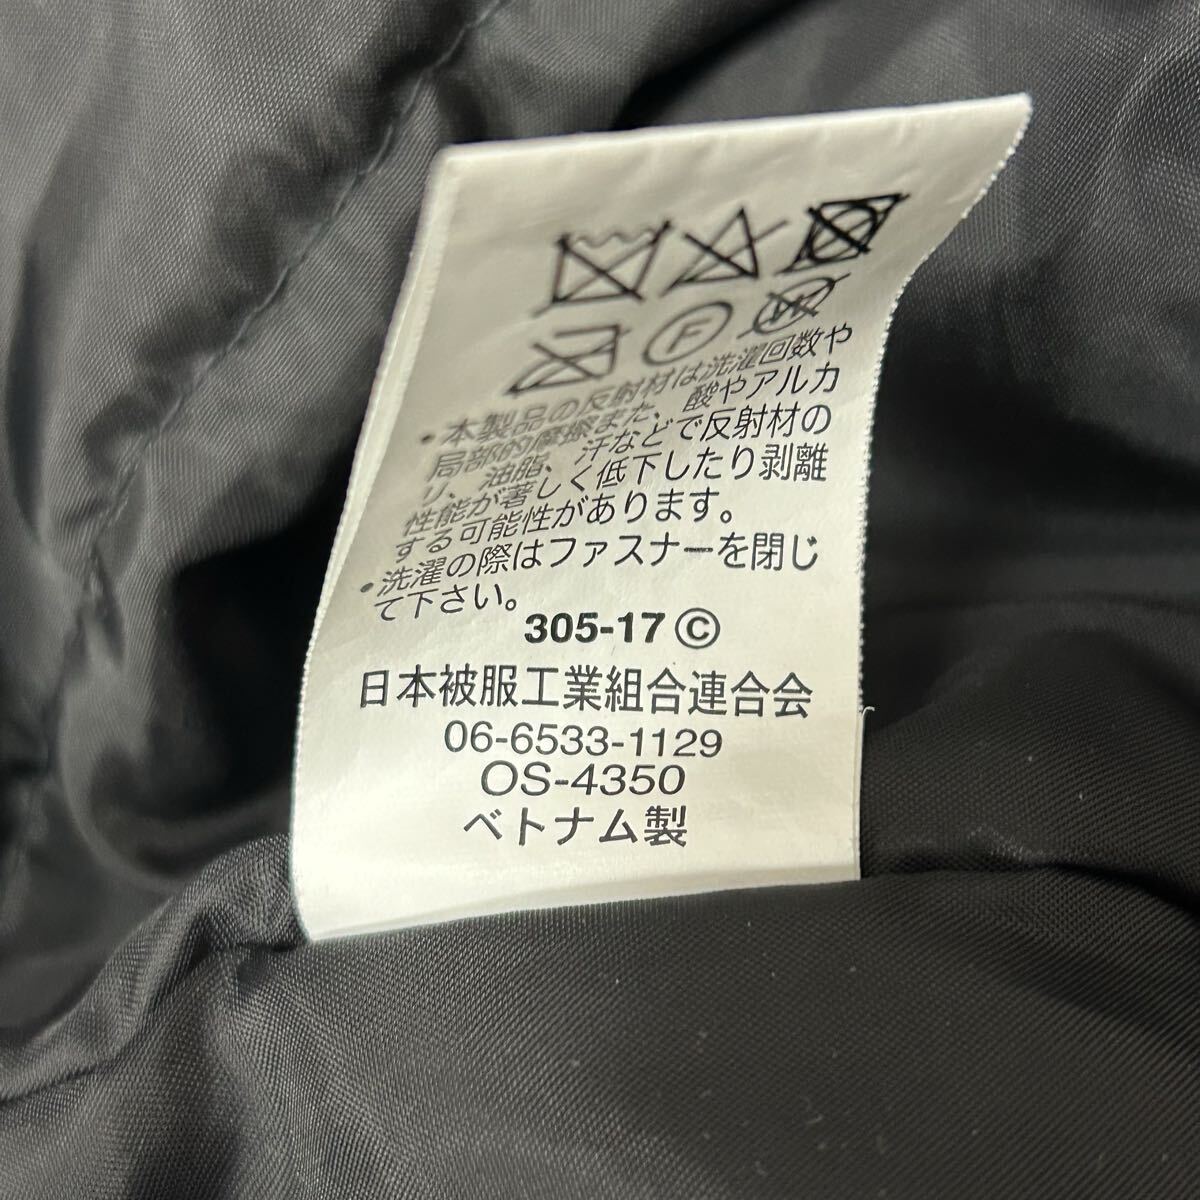 F
W
・本製品の反射材は洗濯回数や
局部的摩擦また、酸やアルカ
リ、油脂、汗などで反射材の
性能が著しく低下したり剥離
する可能性があります。
・洗濯の際はファスナーを閉じ
て下さい。
305-17 ©
日本被服工業組合連合会
06-6533-1129
OS-4350
ベトナム製